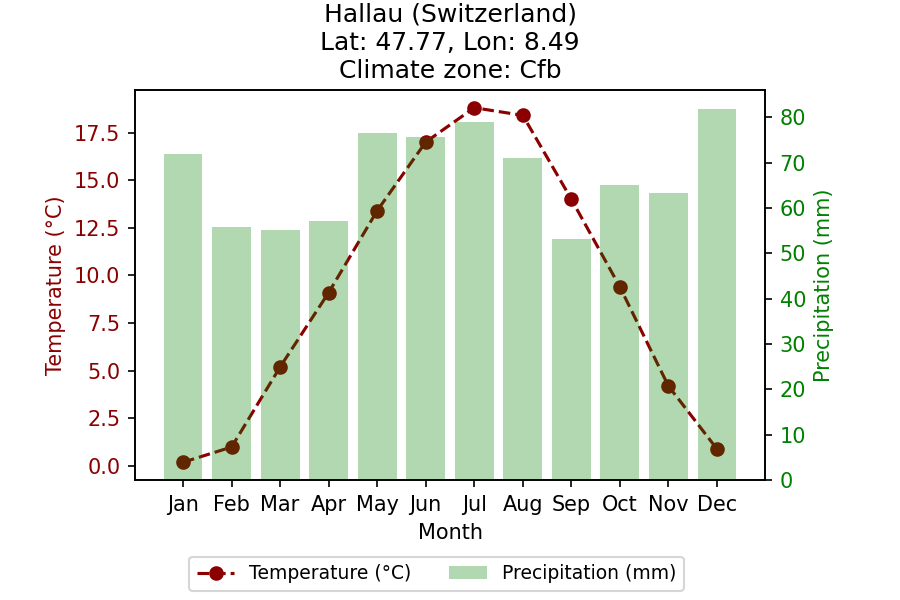 Hallau (Switzerland)
Lat: 47.77, Lon: 8.49
Climate zone: Cfb
Temperature (°C)
17.5
15.0
12.5
10.0
7.5
5.0
2.5
0.0
80
70
60
50
40
30
20
10
0
Precipitation (mm)
Jan Feb Mar Apr May Jun Jul Aug Sep Oct Nov Dec
Month
Temperature (°C) Precipitation (mm)